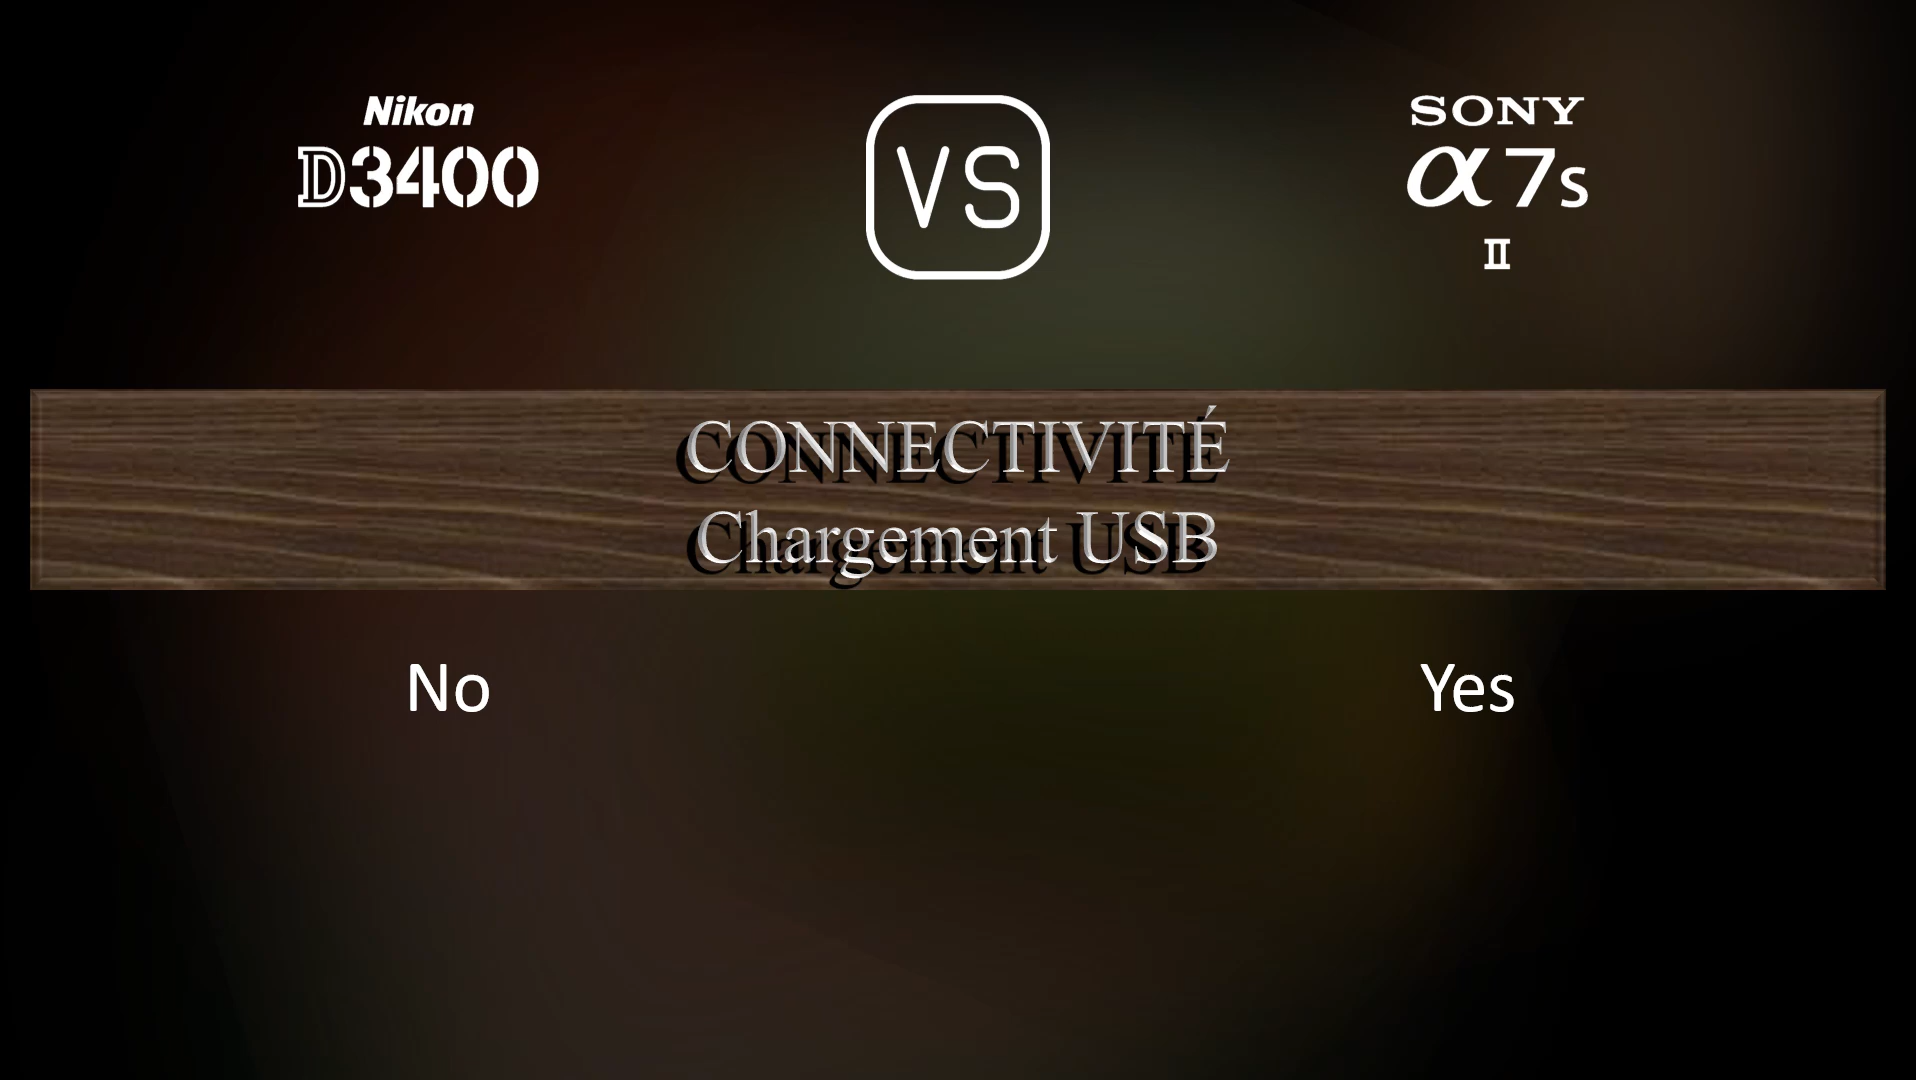 Nikon
D3400
VS
SONY
α7s
II
CONNECTIVITÉ
Chargement USB
No
Yes